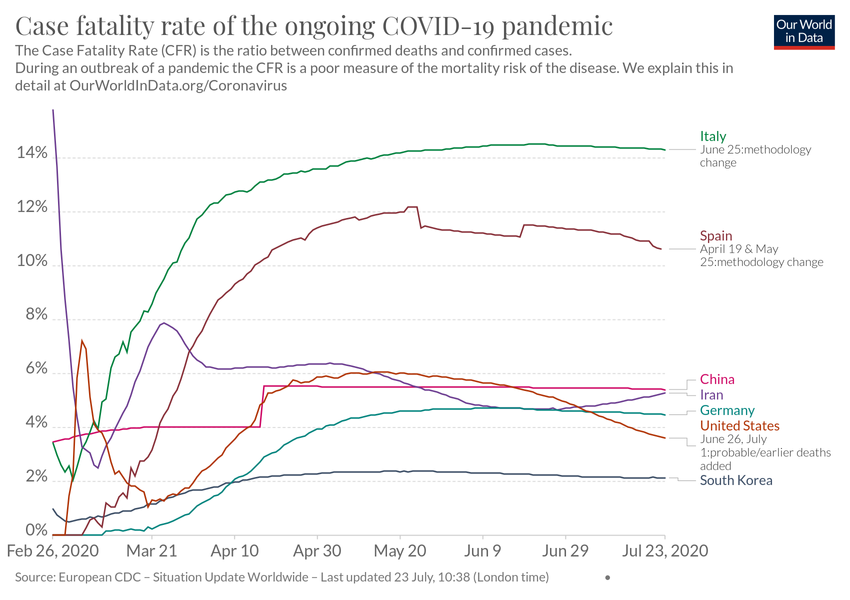 Case fatality rate of the ongoing COVID-19 pandemic
Our World
in Data
The Case Fatality Rate (CFR) is the ratio between confirmed deaths and confirmed cases.
During an outbreak of a pandemic the CFR is a poor measure of the mortality risk of the disease. We explain this in
detail at OurWorldInData.org/Coronavirus
14%
12%
10%
8%
6%
4%
2%
0%
Italy
June 25:methodology
change
Spain
April 19 & May
25:methodology change
China
Iran
Germany
United States
June 26, July
1:probable/earlier deaths
added
South Korea
Feb 26, 2020
Mar 21
Apr 10
Apr 30
May 20
Jun 9
Jun 29
Jul 23, 2020
Source: European CDC – Situation Update Worldwide – Last updated 23 July, 10:38 (London time)